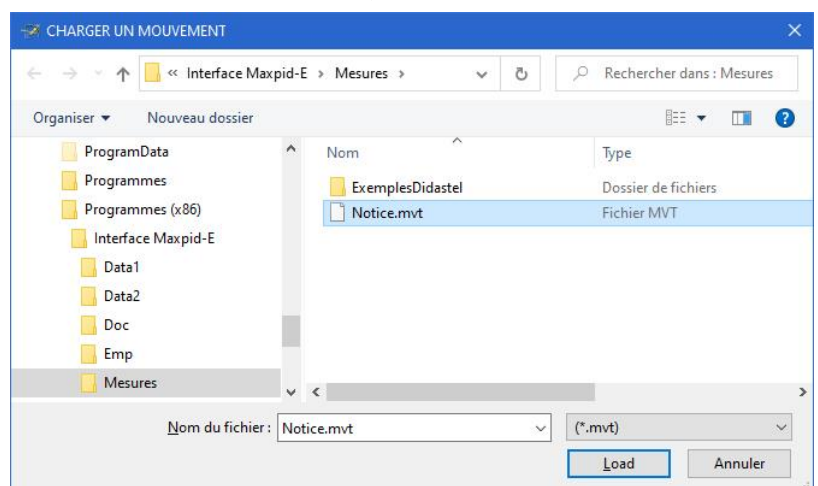 CHARGER UN MOUVEMENT
« Interface Maxpid-E › Mesures ›
Rechercher dans : Mesures
Organiser
Nouveau dossier
ProgramData
Programmes
Programmes (x86)
Interface Maxpid-E
Data1
Data2
Doc
Emp
Mesures
Nom
Type
ExemplesDidastel
Dossier de fichiers
Notice.mvt
Fichier MVT
Nom du fichier : Notice.mvt
(*.mvt)
Load
Annuler